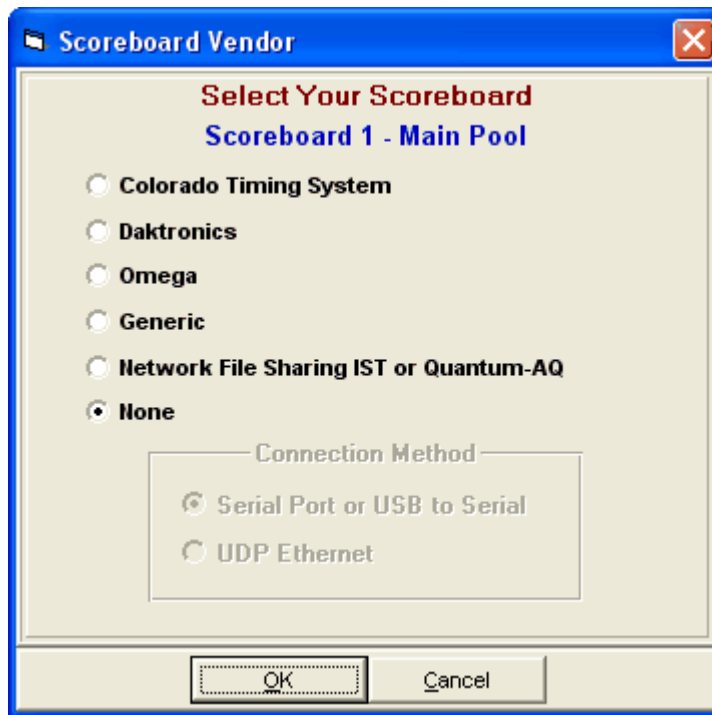 Scoreboard Vendor
Select Your Scoreboard
Scoreboard 1 - Main Pool
Colorado Timing System
Daktronics
Omega
Generic
Network File Sharing IST or Quantum-AQ
None
Connection Method
Serial Port or USB to Serial
UDP Ethernet
OK Cancel